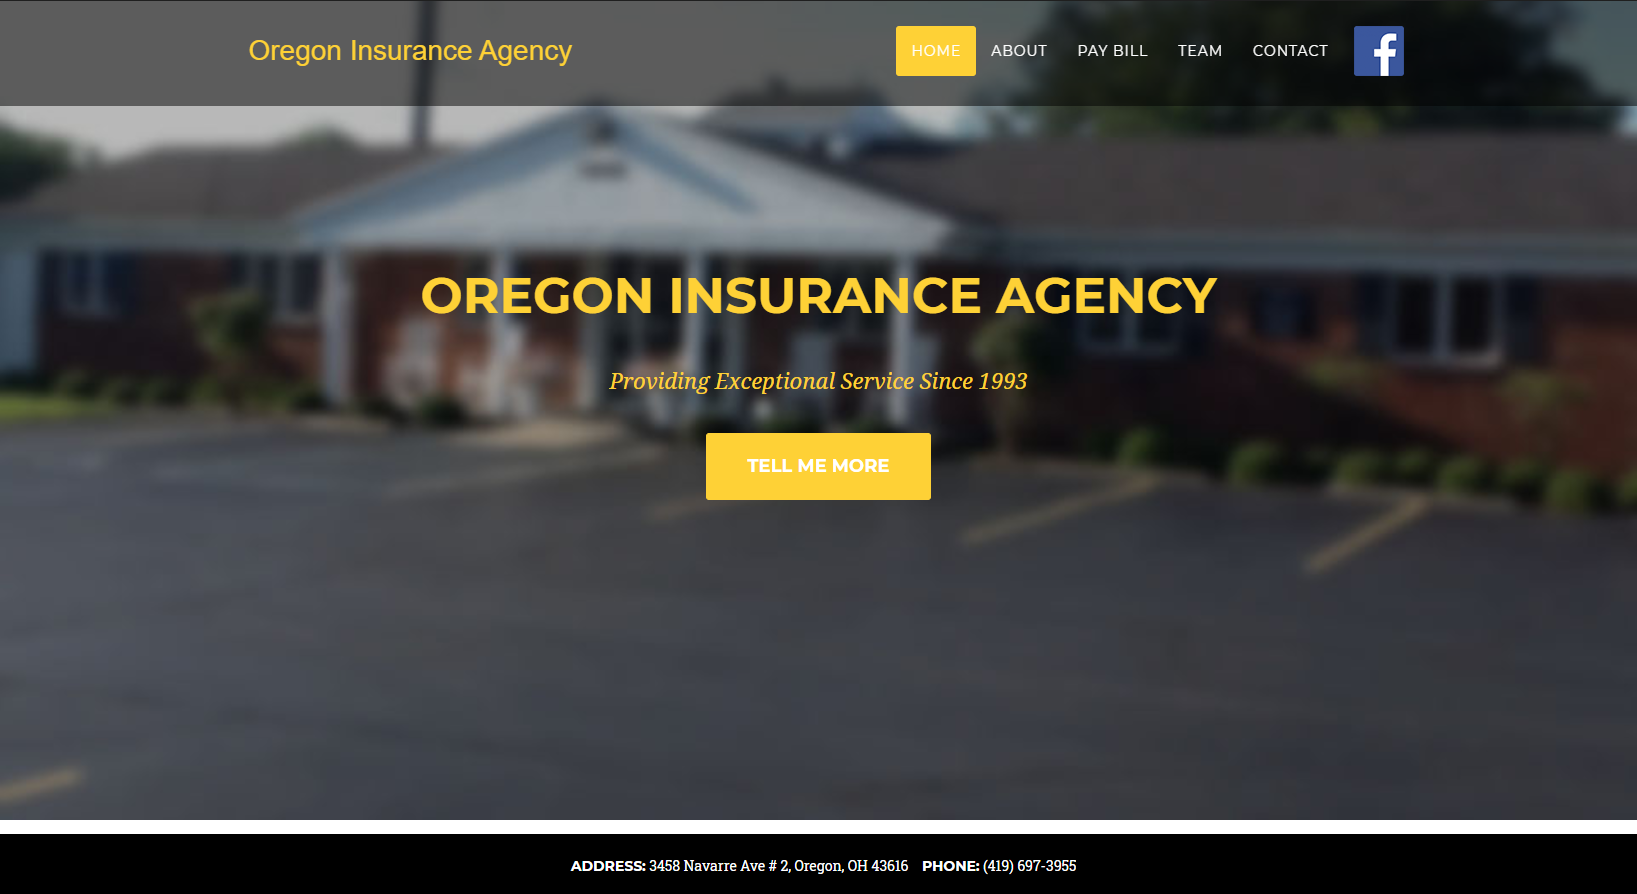 Oregon Insurance Agency
HOME ABOUT PAY BILL TEAM CONTACT
OREGON INSURANCE AGENCY
Providing Exceptional Service Since 1993
TELL ME MORE
ADDRESS: 3458 Navarre Ave # 2, Oregon, OH 43616 PHONE: (419) 697-3955